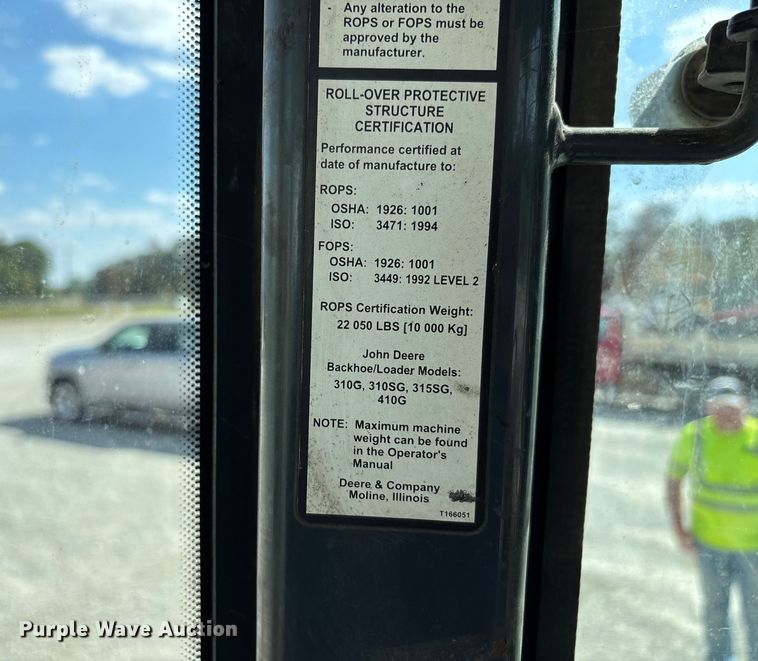 - Any alteration to the
ROPS or FOPS must be
approved by the
manufacturer.
ROLL-OVER PROTECTIVE
STRUCTURE
CERTIFICATION
Performance certified at
date of manufacture to:
ROPS:
OSHA: 1926: 1001
ISO: 3471: 1994
FOPS:
OSHA: 1926: 1001
ISO: 3449: 1992 LEVEL 2
ROPS Certification Weight:
22 050 LBS [10 000 Kg]
John Deere
Backhoe/Loader Models:
310G, 310SG, 315SG,
410G
NOTE: Maximum machine
weight can be found
in the Operator's
Manual
Deere & Company
Moline, Illinois
T166051
Purple Wave Auction